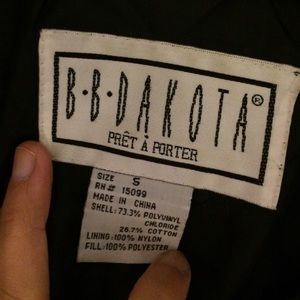 B·B·DAKOTA®
PRÊT À PORTER
SIZE S
RN# 15099
MADE IN CHINA
SHELL: 73.3% POLYVINYL
CHLORIDE
26.7% COTTON
LINING: 100% NYLON
FILL: 100% POLYESTER